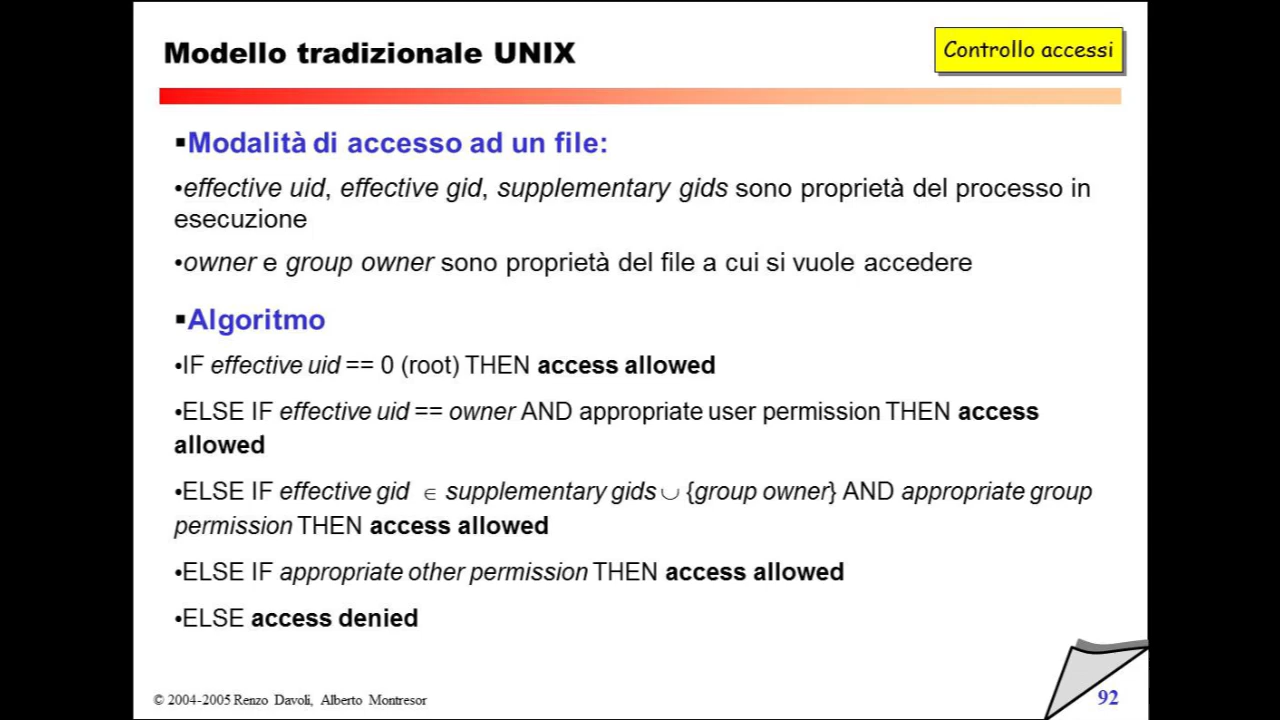 Modello tradizionale UNIX
Controllo accessi
▪Modalità di accesso ad un file:
•effective uid, effective gid, supplementary gids sono proprietà del processo in
esecuzione
•owner e group owner sono proprietà del file a cui si vuole accedere
▪Algoritmo
•IF effective uid == 0 (root) THEN access allowed
•ELSE IF effective uid == owner AND appropriate user permission THEN access
allowed
•ELSE IF effective gid ∈ supplementary gids ∪ {group owner} AND appropriate group
permission THEN access allowed
•ELSE IF appropriate other permission THEN access allowed
•ELSE access denied
© 2004-2005 Renzo Davoli, Alberto Montresor
92